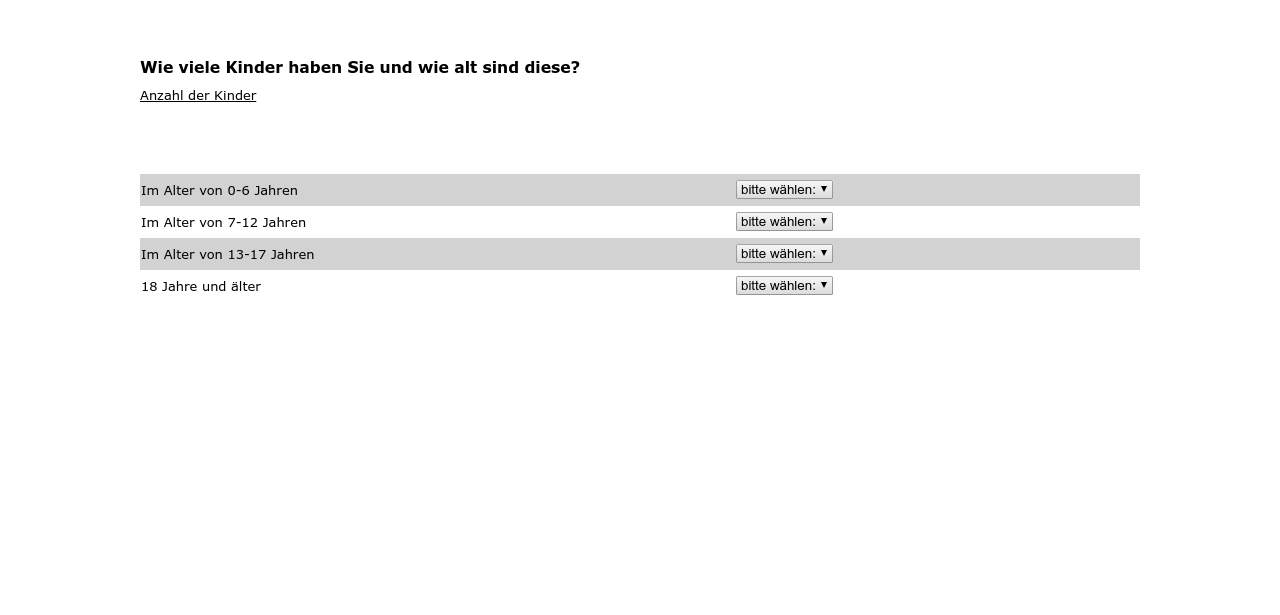 Wie viele Kinder haben Sie und wie alt sind diese?
Anzahl der Kinder
Im Alter von 0-6 Jahren bitte wählen:
Im Alter von 7-12 Jahren bitte wählen:
Im Alter von 13-17 Jahren bitte wählen:
18 Jahre und älter bitte wählen: